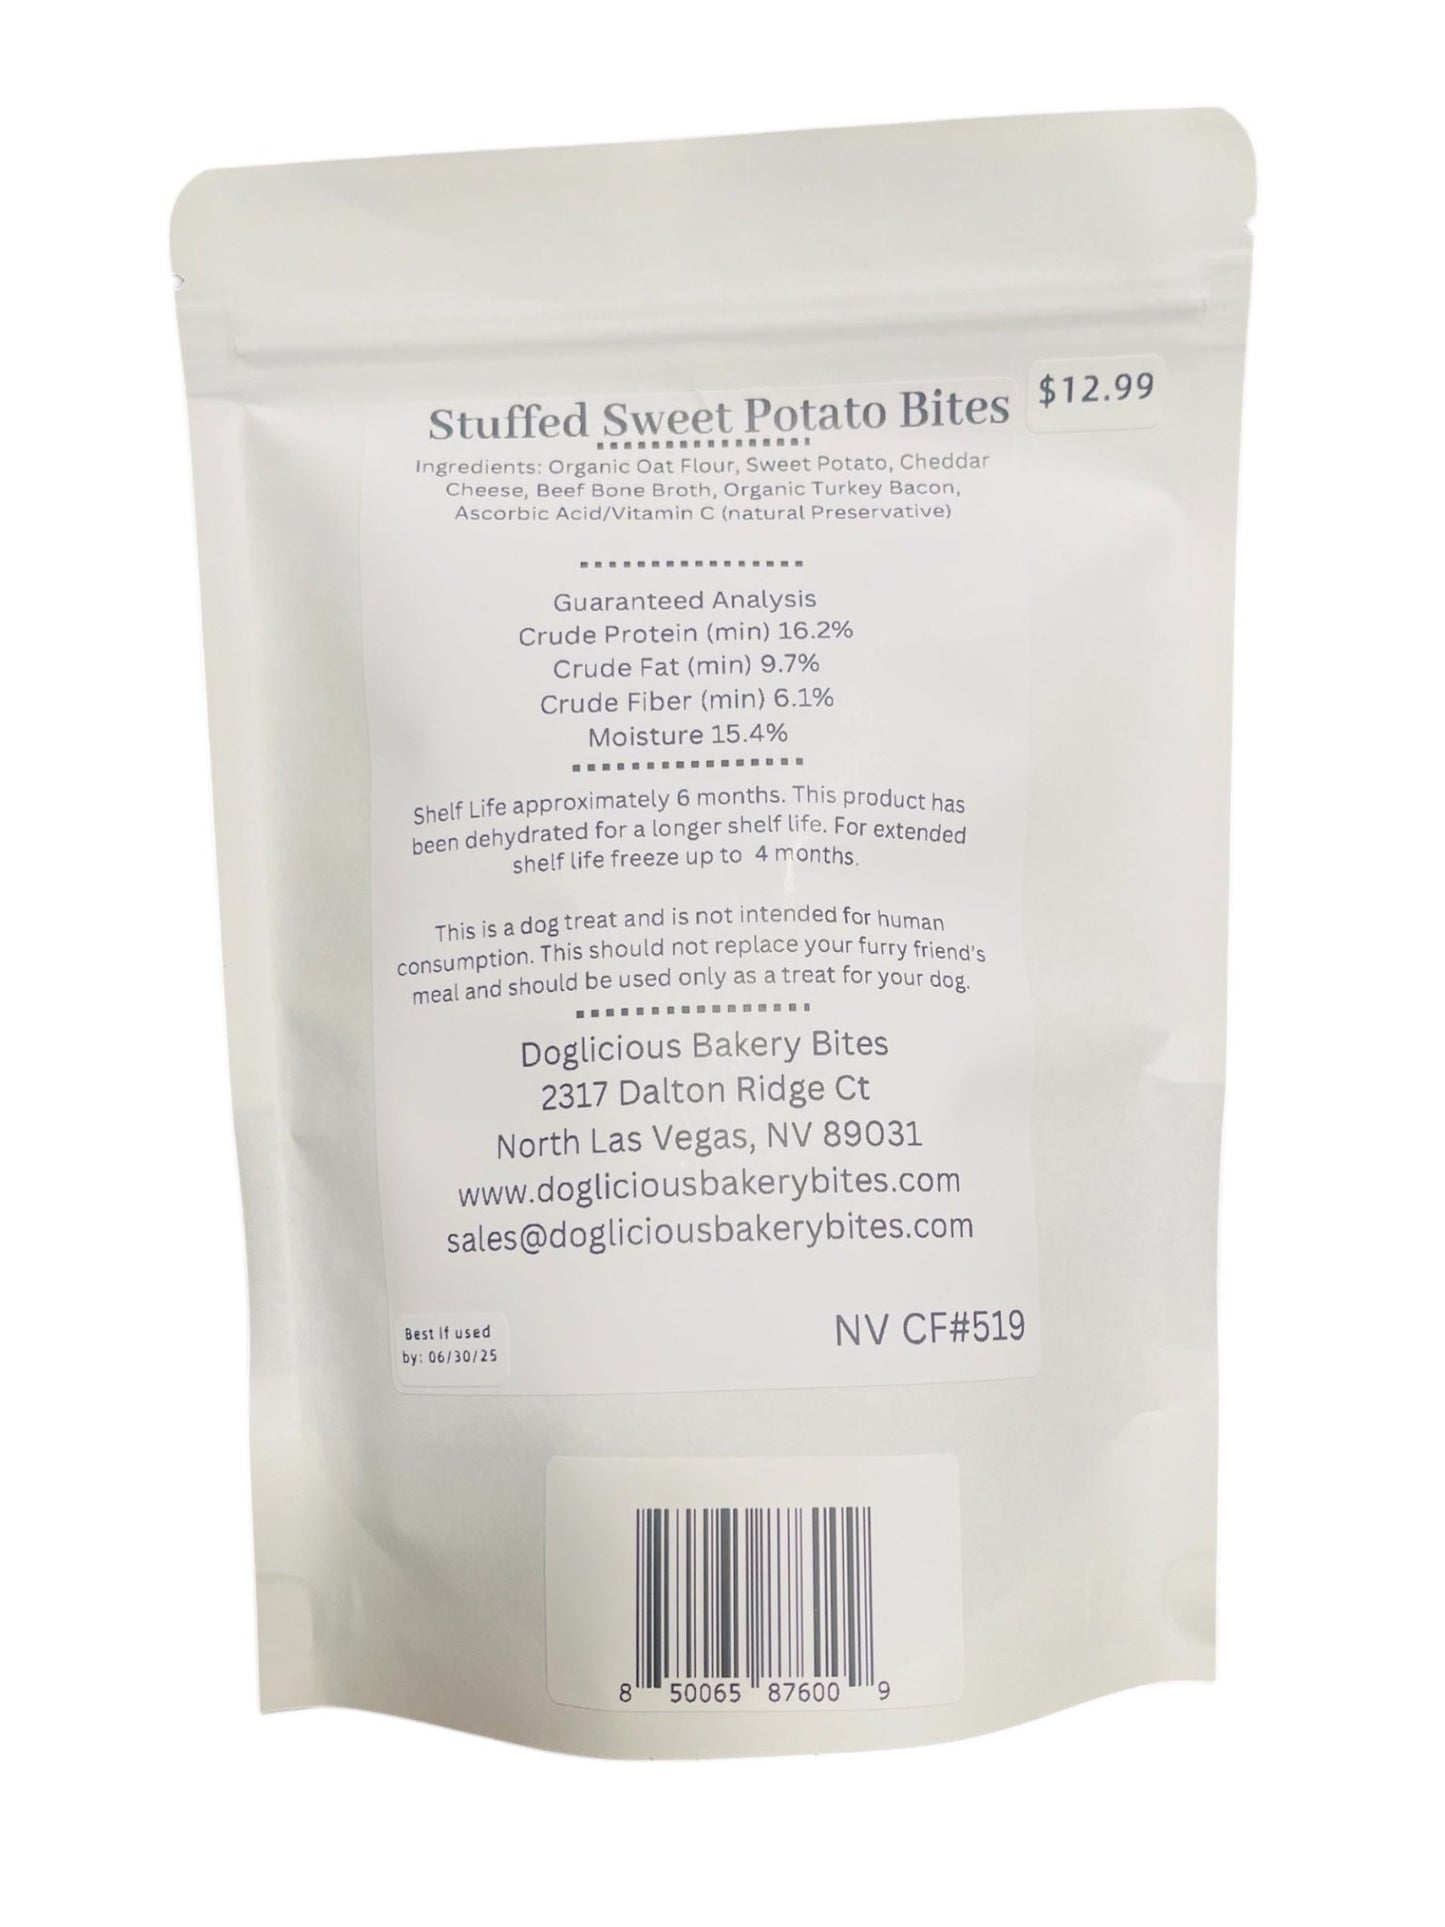 $12.99
Stuffed Sweet Potato Bites
Ingredients: Organic Oat Flour, Sweet Potato, Cheddar
Cheese, Beef Bone Broth, Organic Turkey Bacon,
Ascorbic Acid/Vitamin C (natural Preservative)
Guaranteed Analysis
Crude Protein (min) 16.2%
Crude Fat (min) 9.7%
Crude Fiber (min) 6.1%
Moisture 15.4%
Shelf Life approximately 6 months. This product has
been dehydrated for a longer shelf life. For extended
shelf life freeze up to 4 months.
This is a dog treat and is not intended for human
consumption. This should not replace your furry friend's
meal and should be used only as a treat for your dog.
Doglicious Bakery Bites
2317 Dalton Ridge Ct
North Las Vegas, NV 89031
www.dogliciousbakerybites.com
sales@dogliciousbakerybites.com
NV CF#519
Best if used
by: 06/30/25
8 50065 87600 9